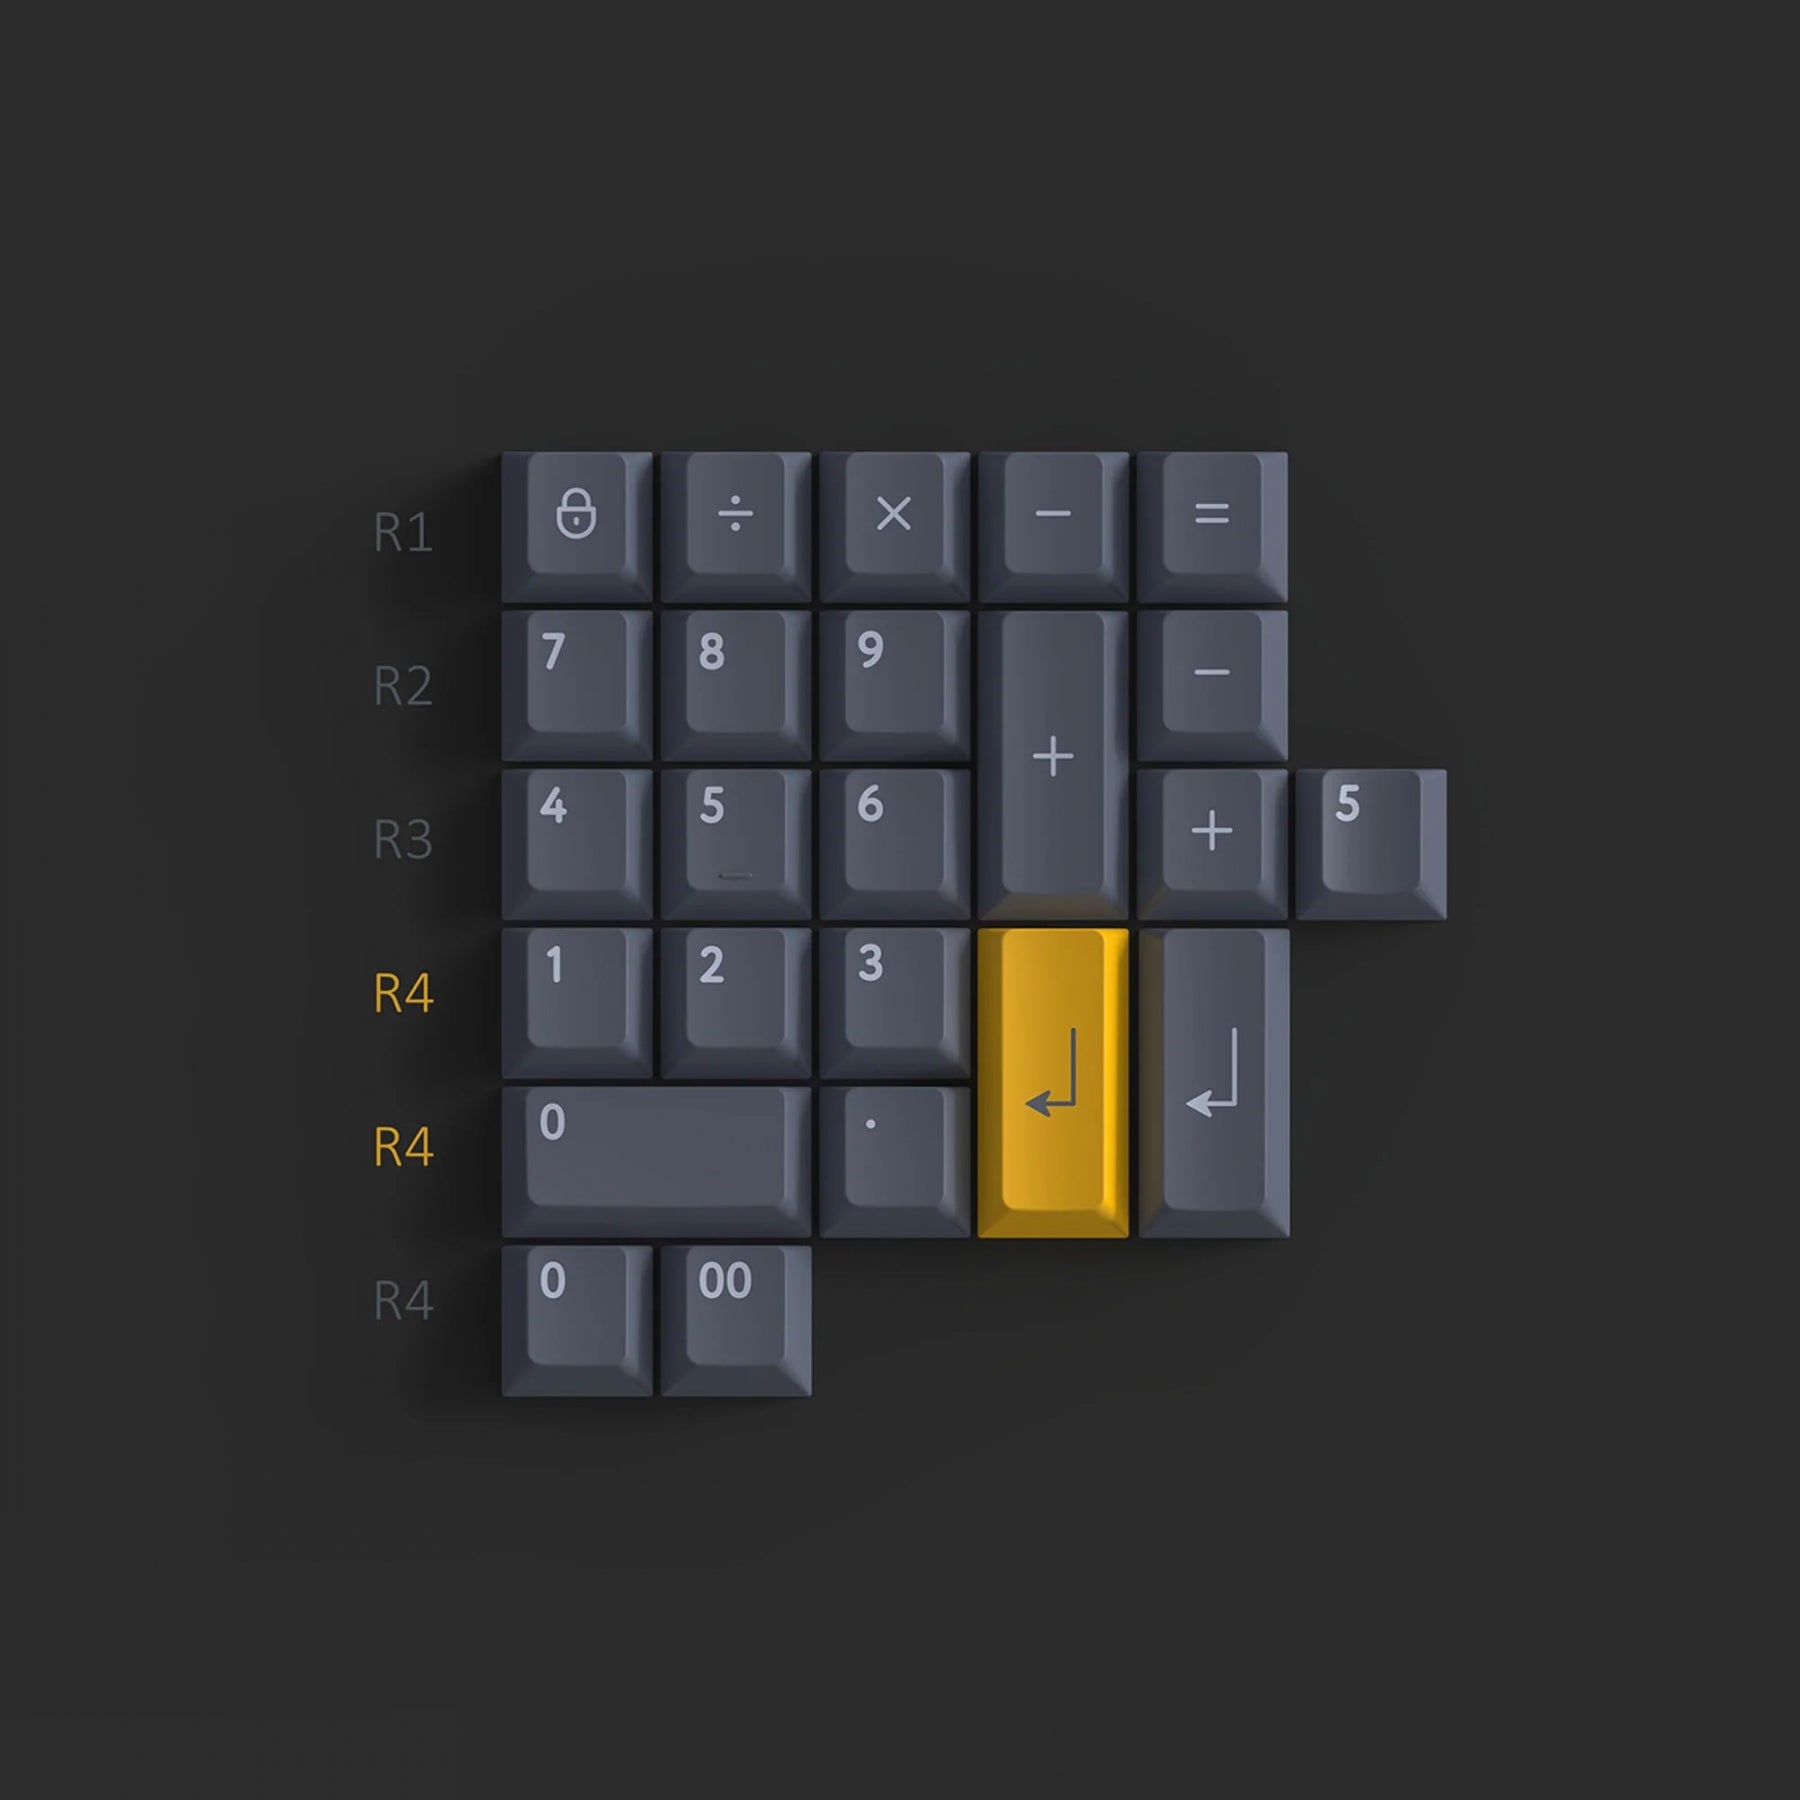 R1 ÷ × − =
R2 7 8 9 + −
R3 4 5 6 + 5
R4 1 2 3
R4 0 .
R4 0 00